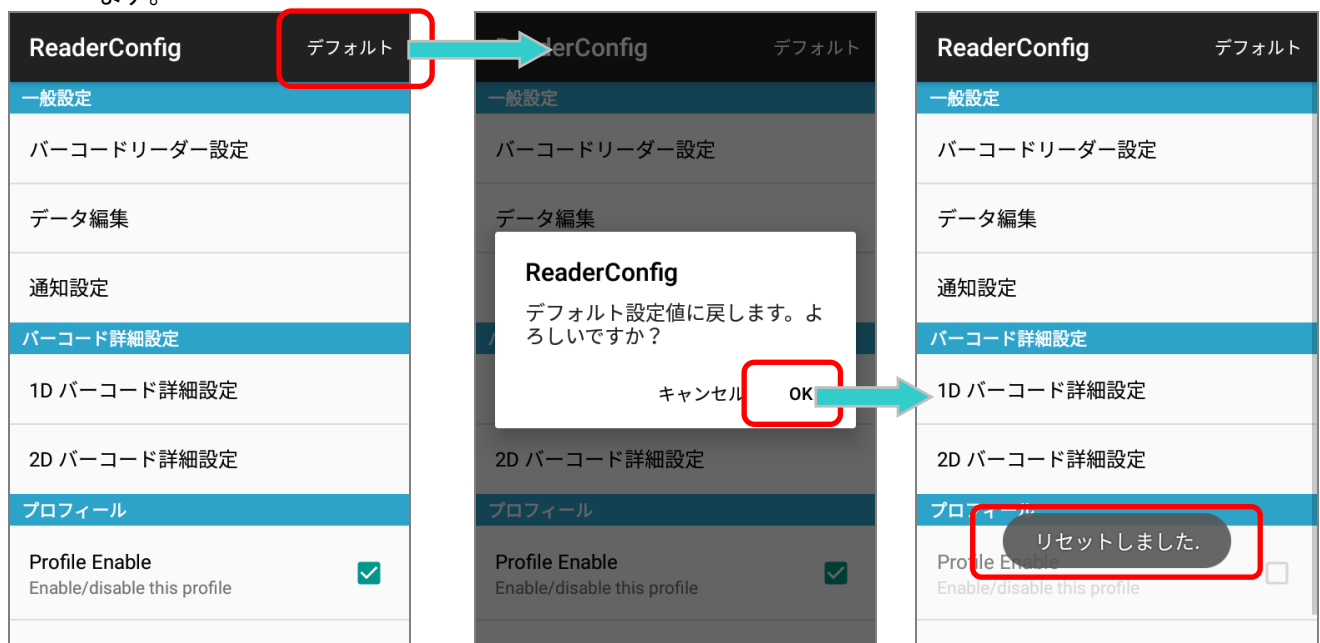 ます。
ReaderConfig デフォルト
一般設定
バーコードリーダー設定
データ編集
通知設定
バーコード詳細設定
1D バーコード詳細設定
2D バーコード詳細設定
プロフィール
Profile Enable
Enable/disable this profile
derConfig デフォルト
一般設定
バーコードリーダー設定
データ編集
ReaderConfig
デフォルト設定値に戻します。よ
ろしいですか？
キャンセル OK
2D バーコード詳細設定
プロフィール
Profile Enable
Enable/disable this profile
ReaderConfig デフォルト
一般設定
バーコードリーダー設定
データ編集
通知設定
バーコード詳細設定
1D バーコード詳細設定
2D バーコード詳細設定
プロフィール
リセットしました.
Profile Enable
Enable/disable this profile